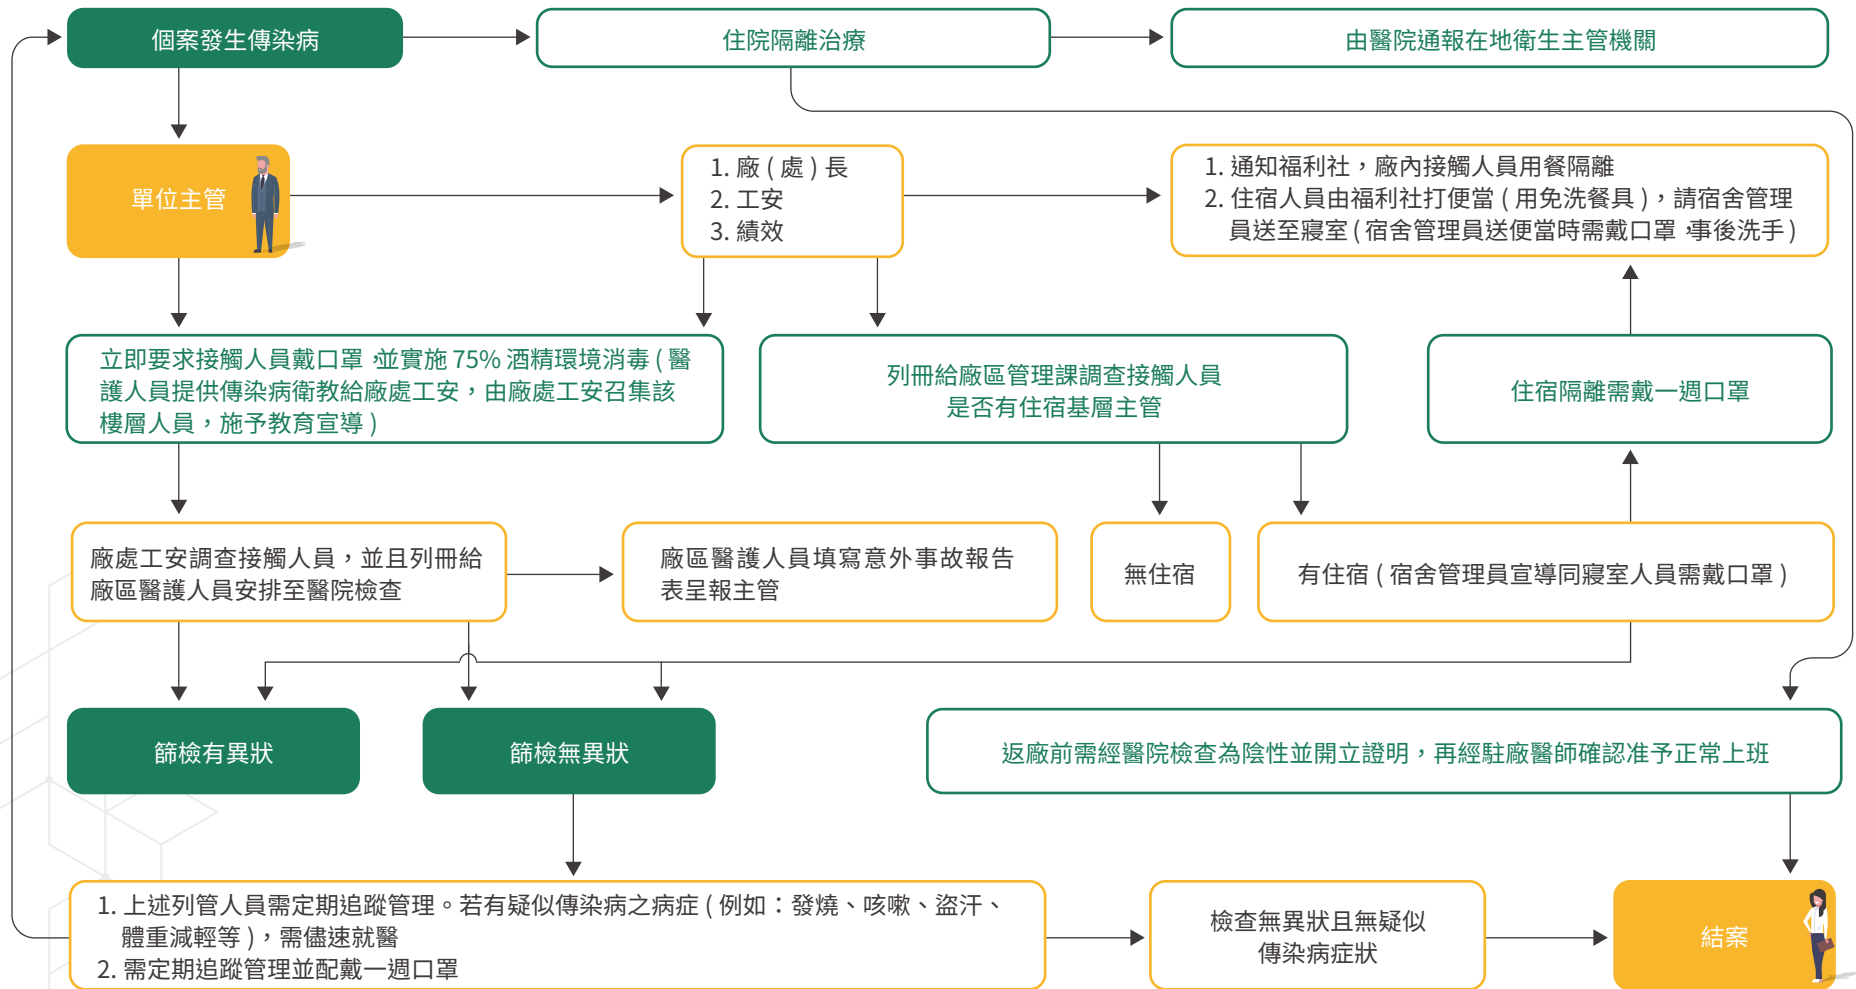 個案發生傳染病
住院隔離治療
由醫院通報在地衛生主管機關
單位主管
1. 廠 ( 處 ) 長
2. 工安
3. 績效
1. 通知福利社，廠內接觸人員用餐隔離
2. 住宿人員由福利社打便當 ( 用免洗餐具 )，請宿舍管理
員送至寢室 ( 宿舍管理員送便當時需戴口罩，事後洗手 )
立即要求接觸人員戴口罩，並實施 75% 酒精環境消毒 ( 醫
護人員提供傳染病衛教給廠處工安，由廠處工安召集該
樓層人員，施予教育宣導 )
列冊給廠區管理課調查接觸人員
是否有住宿基層主管
住宿隔離需戴一週口罩
廠處工安調查接觸人員，並且列冊給
廠區醫護人員安排至醫院檢查
廠區醫護人員填寫意外事故報告
表呈報主管
無住宿
有住宿 ( 宿舍管理員宣導同寢室人員需戴口罩 )
篩檢有異狀
篩檢無異狀
返廠前需經醫院檢查為陰性並開立證明，再經駐廠醫師確認准予正常上班
1. 上述列管人員需定期追蹤管理。若有疑似傳染病之病症 ( 例如：發燒、咳嗽、盜汗、
體重減輕等 )，需儘速就醫
2. 需定期追蹤管理並配戴一週口罩
檢查無異狀且無疑似
傳染病症狀
結案